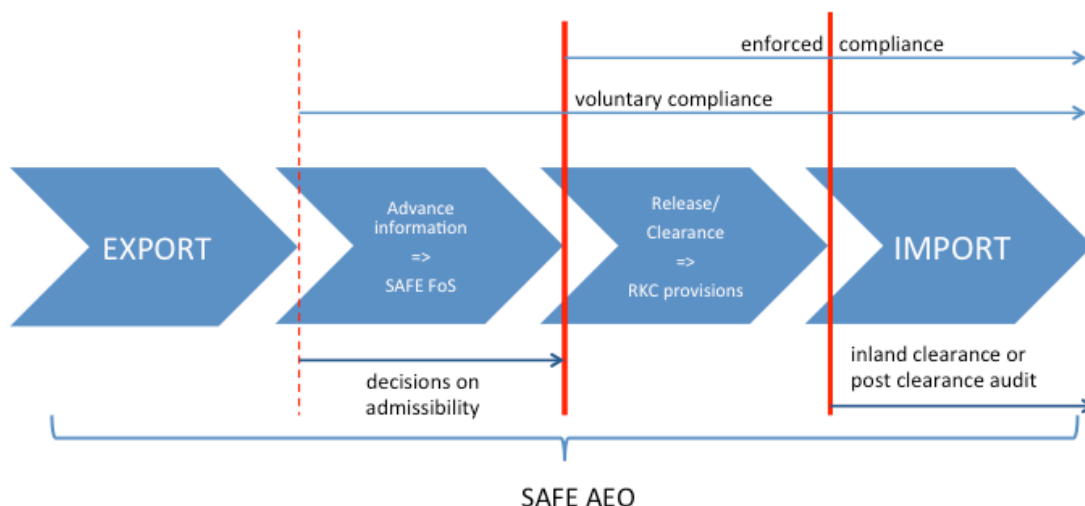 enforced compliance
voluntary compliance
EXPORT
Advance
information
=>
SAFE FoS
Release/
Clearance
=>
RKC provisions
IMPORT
decisions on
admissibility
inland clearance or
post clearance audit
SAFE AEO